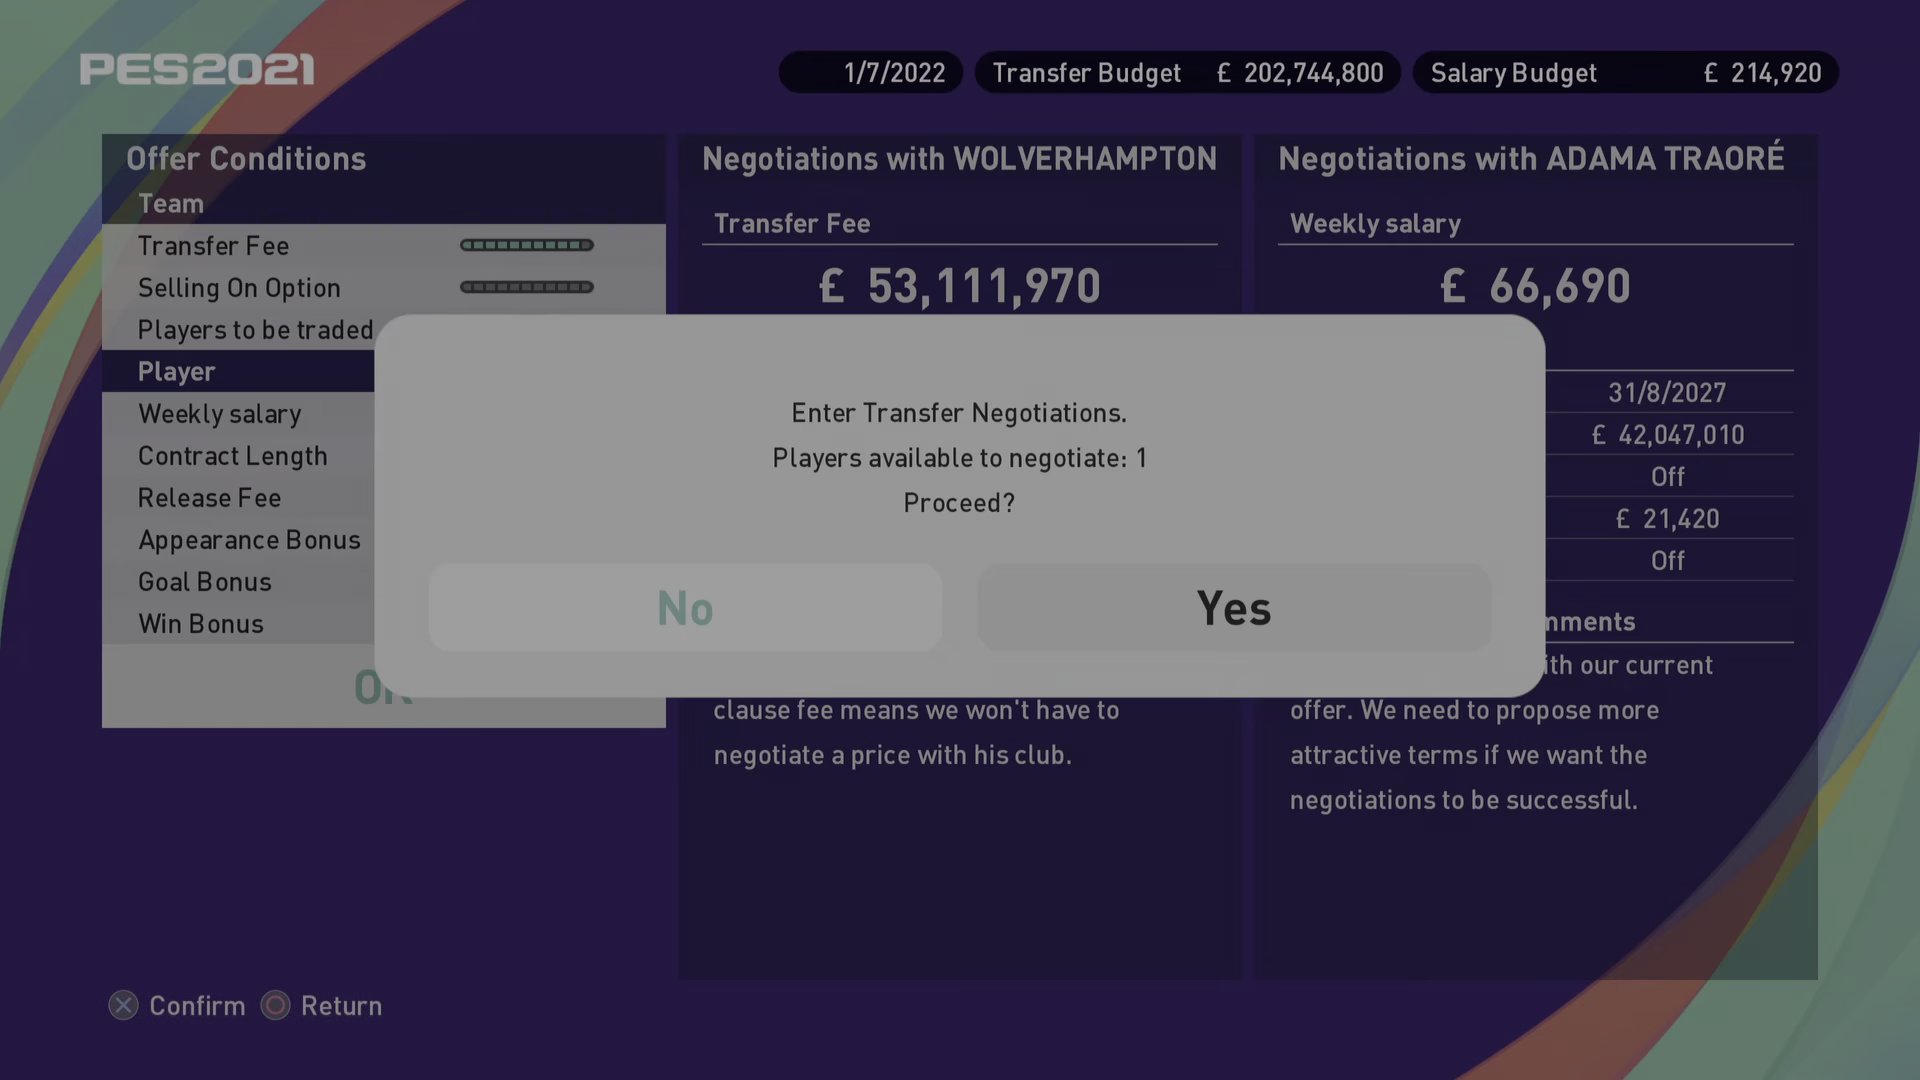 PES2021
1/7/2022
Transfer Budget £ 202,744,800
Salary Budget £ 214,920
Offer Conditions
Team
Transfer Fee
Selling On Option
Players to be traded
Player
Weekly salary
Contract Length
Release Fee
Appearance Bonus
Goal Bonus
Win Bonus
Negotiations with WOLVERHAMPTON
Transfer Fee
£ 53,111,970
clause fee means we won't have to
negotiate a price with his club.
Negotiations with ADAMA TRAORÉ
Weekly salary
£ 66,690
31/8/2027
£ 42,047,010
Off
£ 21,420
Off
our current
offer. We need to propose more
attractive terms if we want the
negotiations to be successful.
Enter Transfer Negotiations.
Players available to negotiate: 1
Proceed?
No
Yes
Confirm
Return